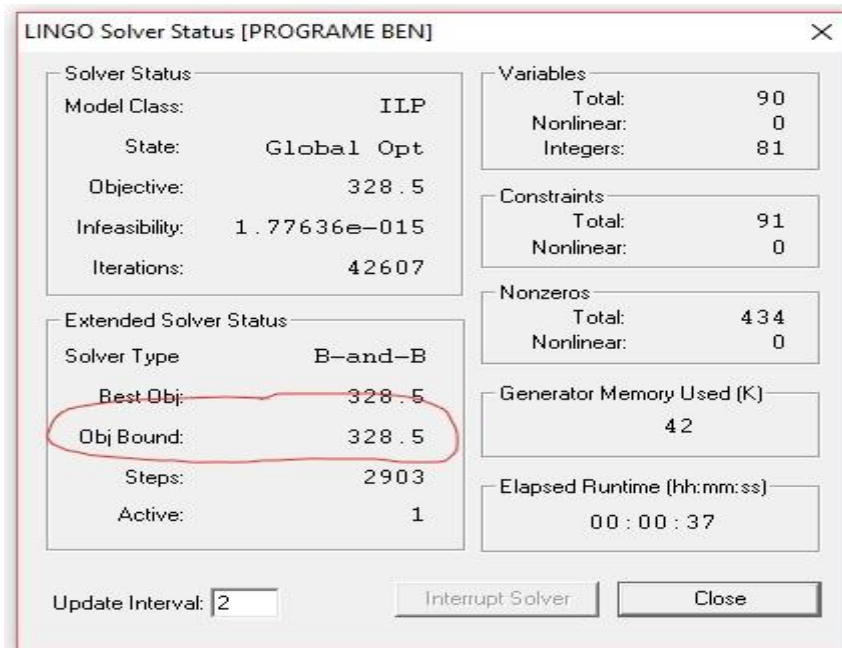 LINGO Solver Status [PROGRAME BEN]
Solver Status
Model Class: ILP
State: Global Opt
Objective: 328.5
Infeasibility: 1.77636e-015
Iterations: 42607
Extended Solver Status
Solver Type B-and-B
Best Obj: 328.5
Obj Bound: 328.5
Steps: 2903
Active: 1
Update Interval: 2
Variables
Total: 90
Nonlinear: 0
Integers: 81
Constraints
Total: 91
Nonlinear: 0
Nonzeros
Total: 434
Nonlinear: 0
Generator Memory Used (K)
42
Elapsed Runtime (hh:mm:ss)
00:00:37
Interrupt Solver
Close